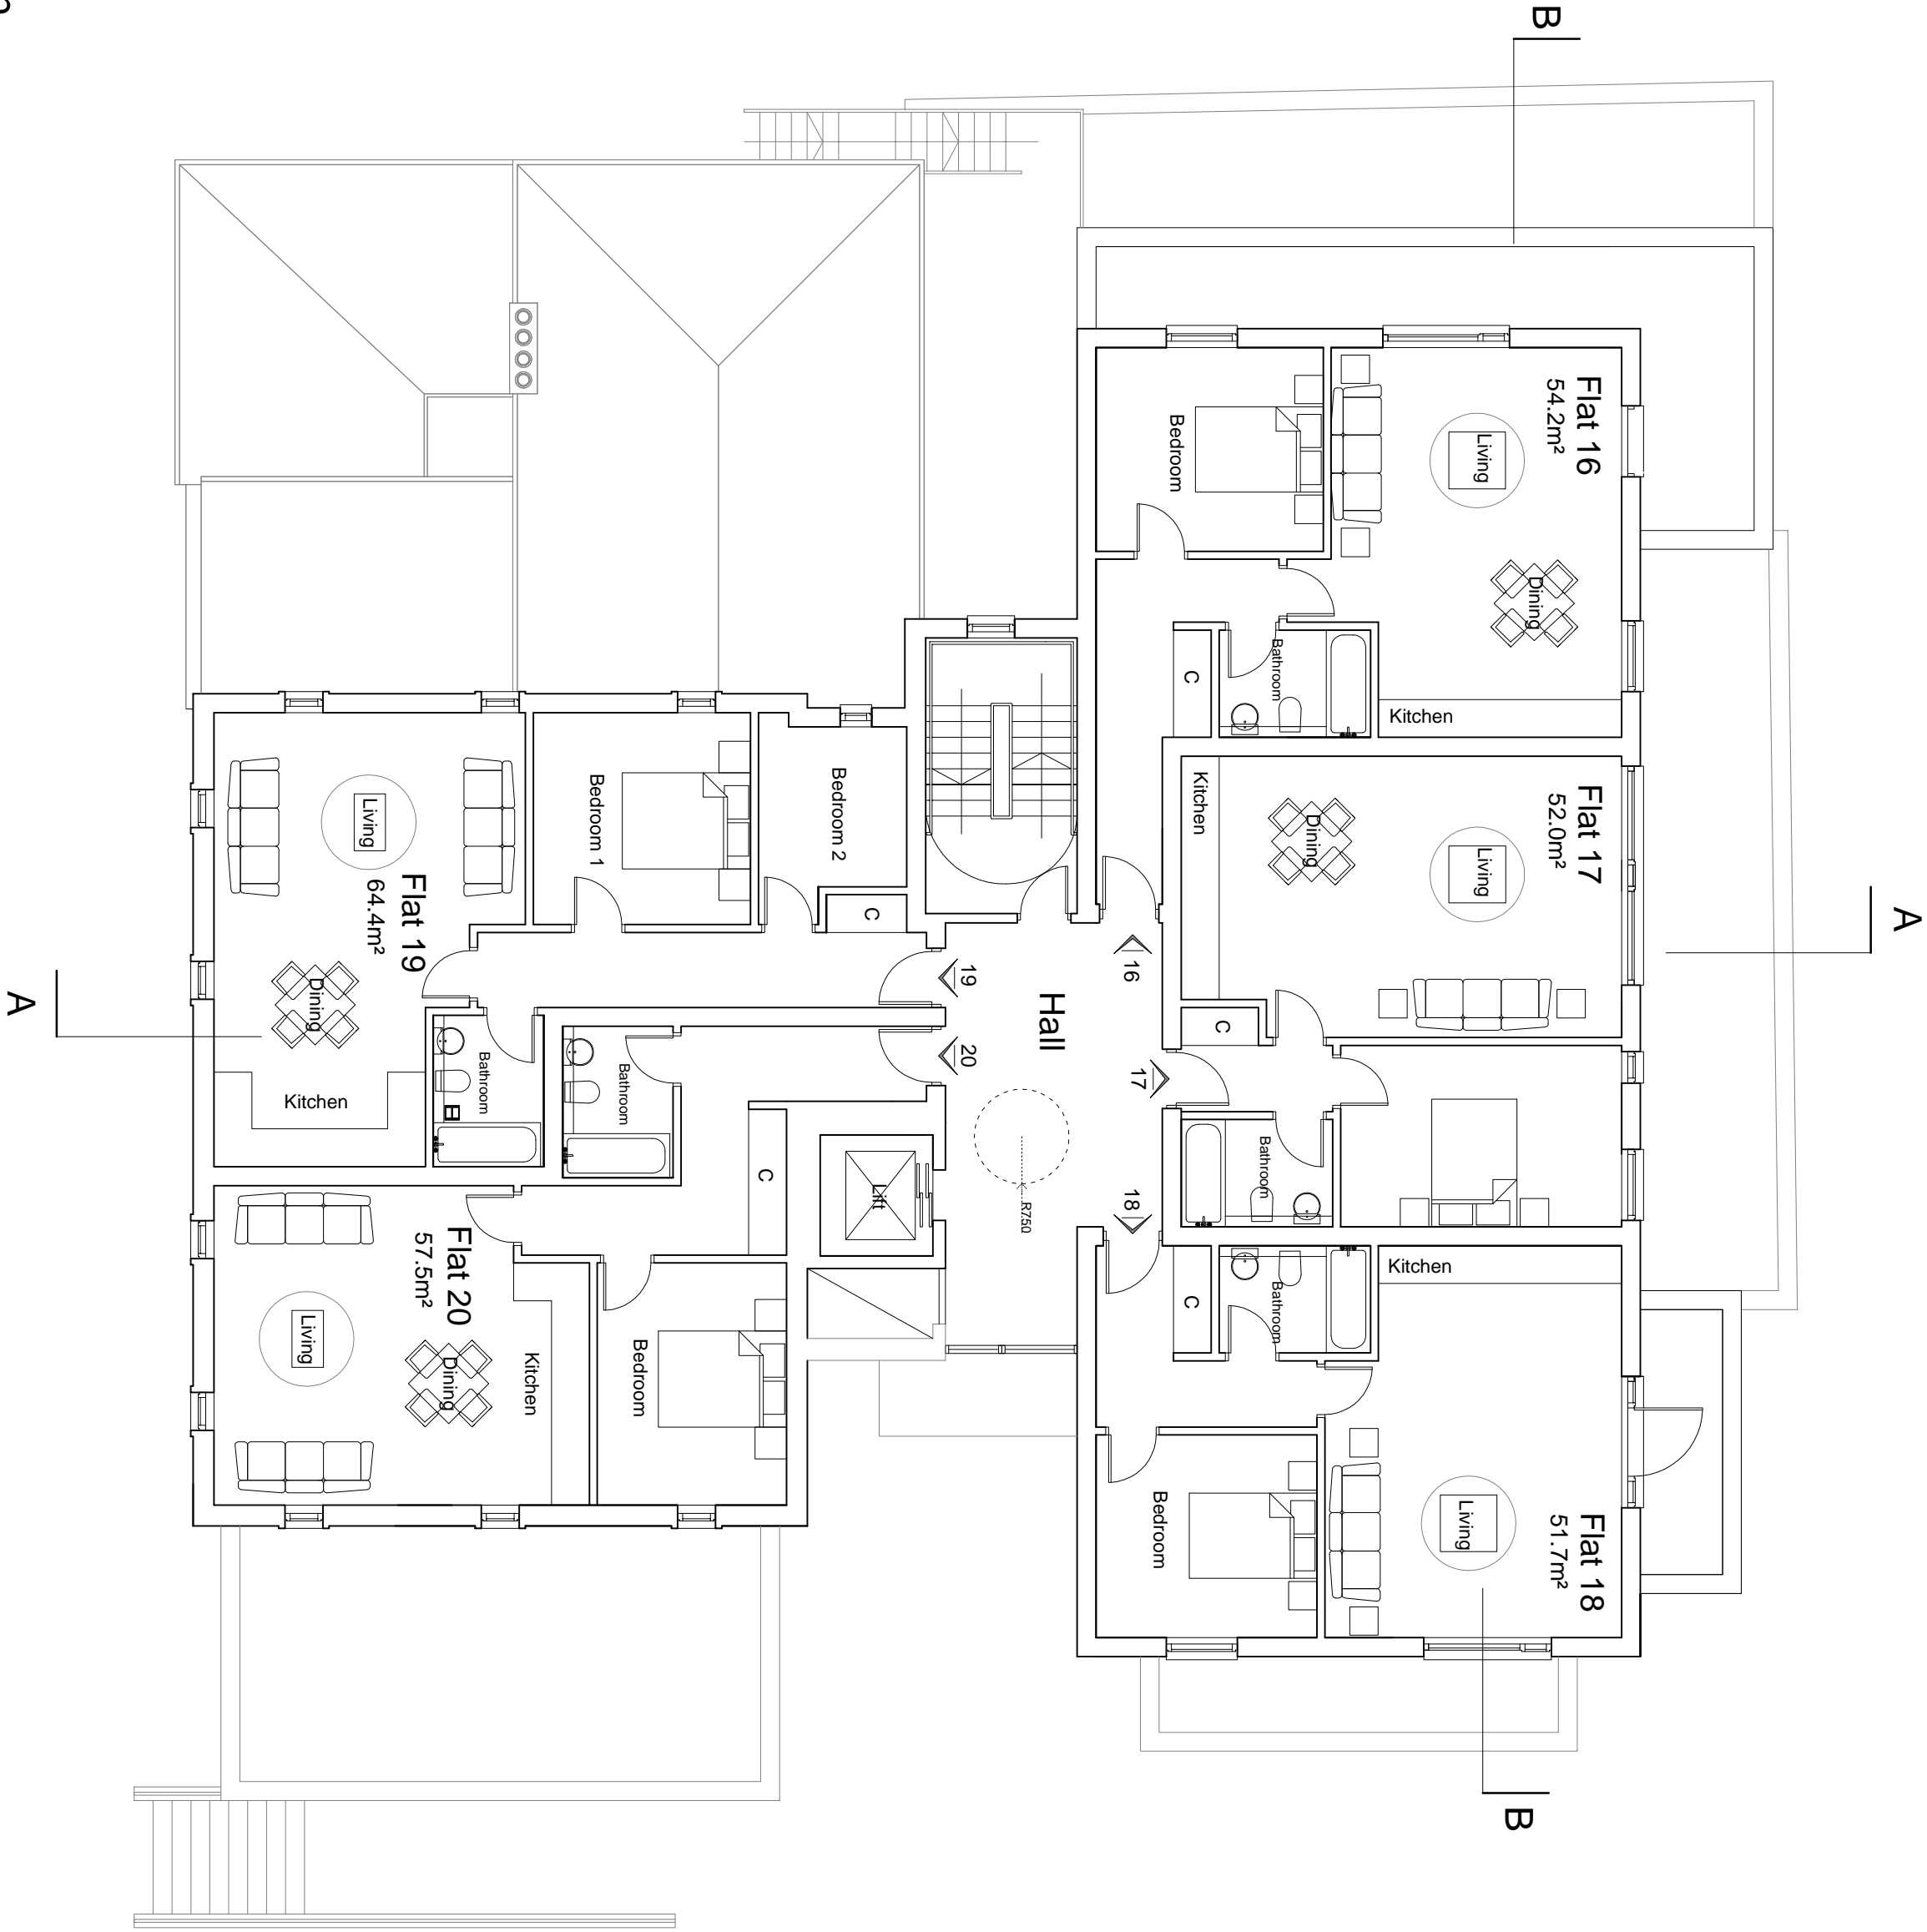 B
A
Flat 16
54.2m²
Living
Dining
Kitchen
Bedroom
Bathroom
C
Flat 17
52.0m²
Living
Dining
Kitchen
C
Bathroom
Flat 18
51.7m²
Living
Kitchen
Bathroom
C
Bedroom
16
17
18
Hall
19
20
R750
Lift
C
Bedroom 2
Bedroom 1
C
Flat 19
64.4m²
Living
Dining
Kitchen
Bathroom
Bathroom
Flat 20
57.5m²
Living
Dining
Kitchen
Bedroom
A
B